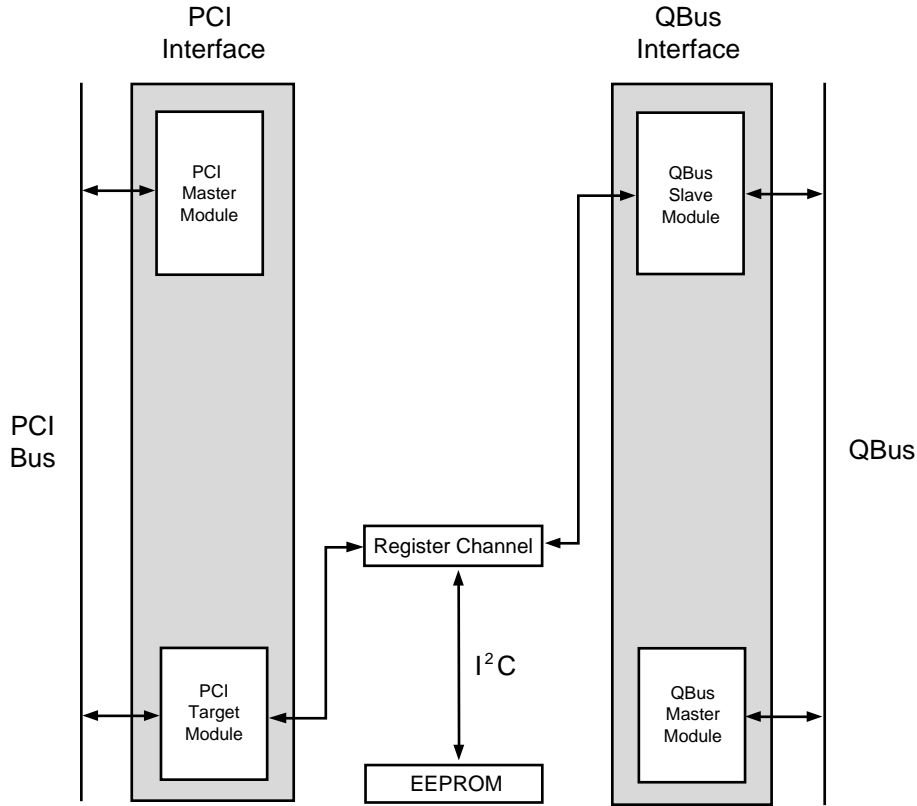 PCI
Interface
QBus
Interface
PCI
Master
Module
QBus
Slave
Module
PCI
Bus
QBus
Register Channel
I²C
PCI
Target
Module
QBus
Master
Module
EEPROM